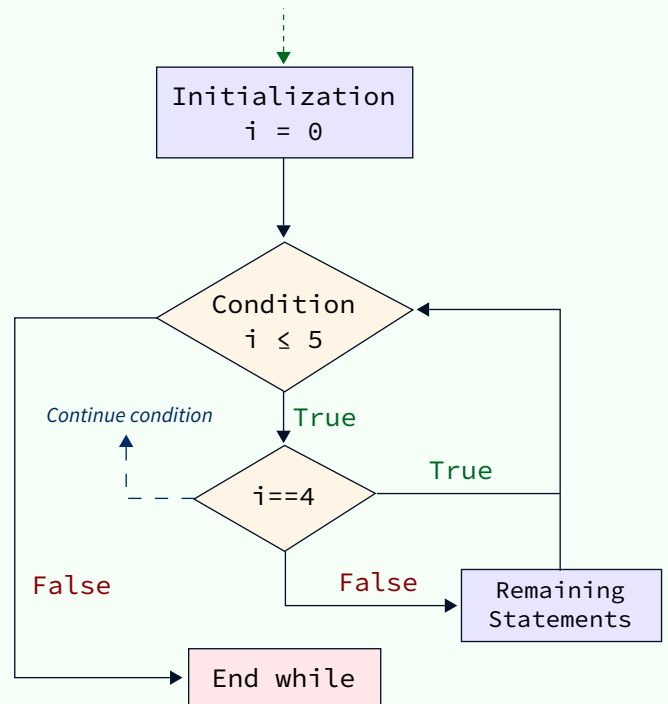 Initialization
i = 0
Condition
i ≤ 5
Continue condition
True
True
i==4
False
False
Remaining
Statements
End while